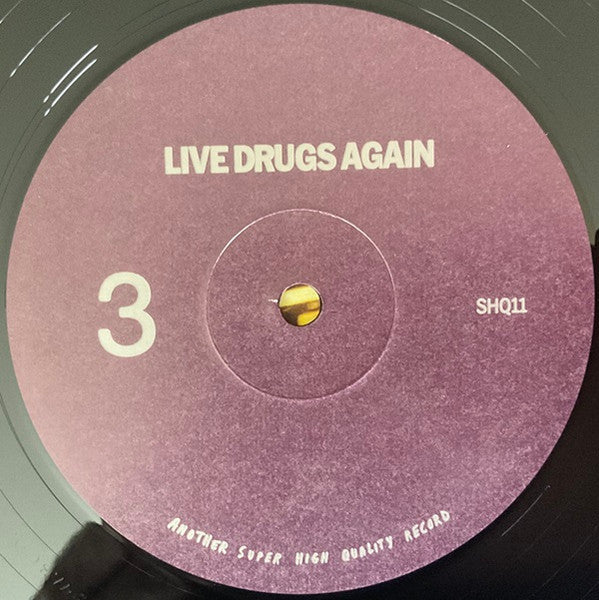 LIVE DRUGS AGAIN
3
SHQ11
ANOTHER SUPER HIGH QUALITY RECORD